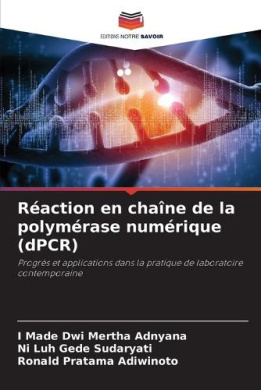 EDITIONS NOTRE SAVOIR
Réaction en chaîne de la
polymérase numérique
(dPCR)
Progrès et applications dans la pratique de laboratoire
contemporaine
I Made Dwi Mertha Adnyana
Ni Luh Gede Sudaryati
Ronald Pratama Adiwinoto